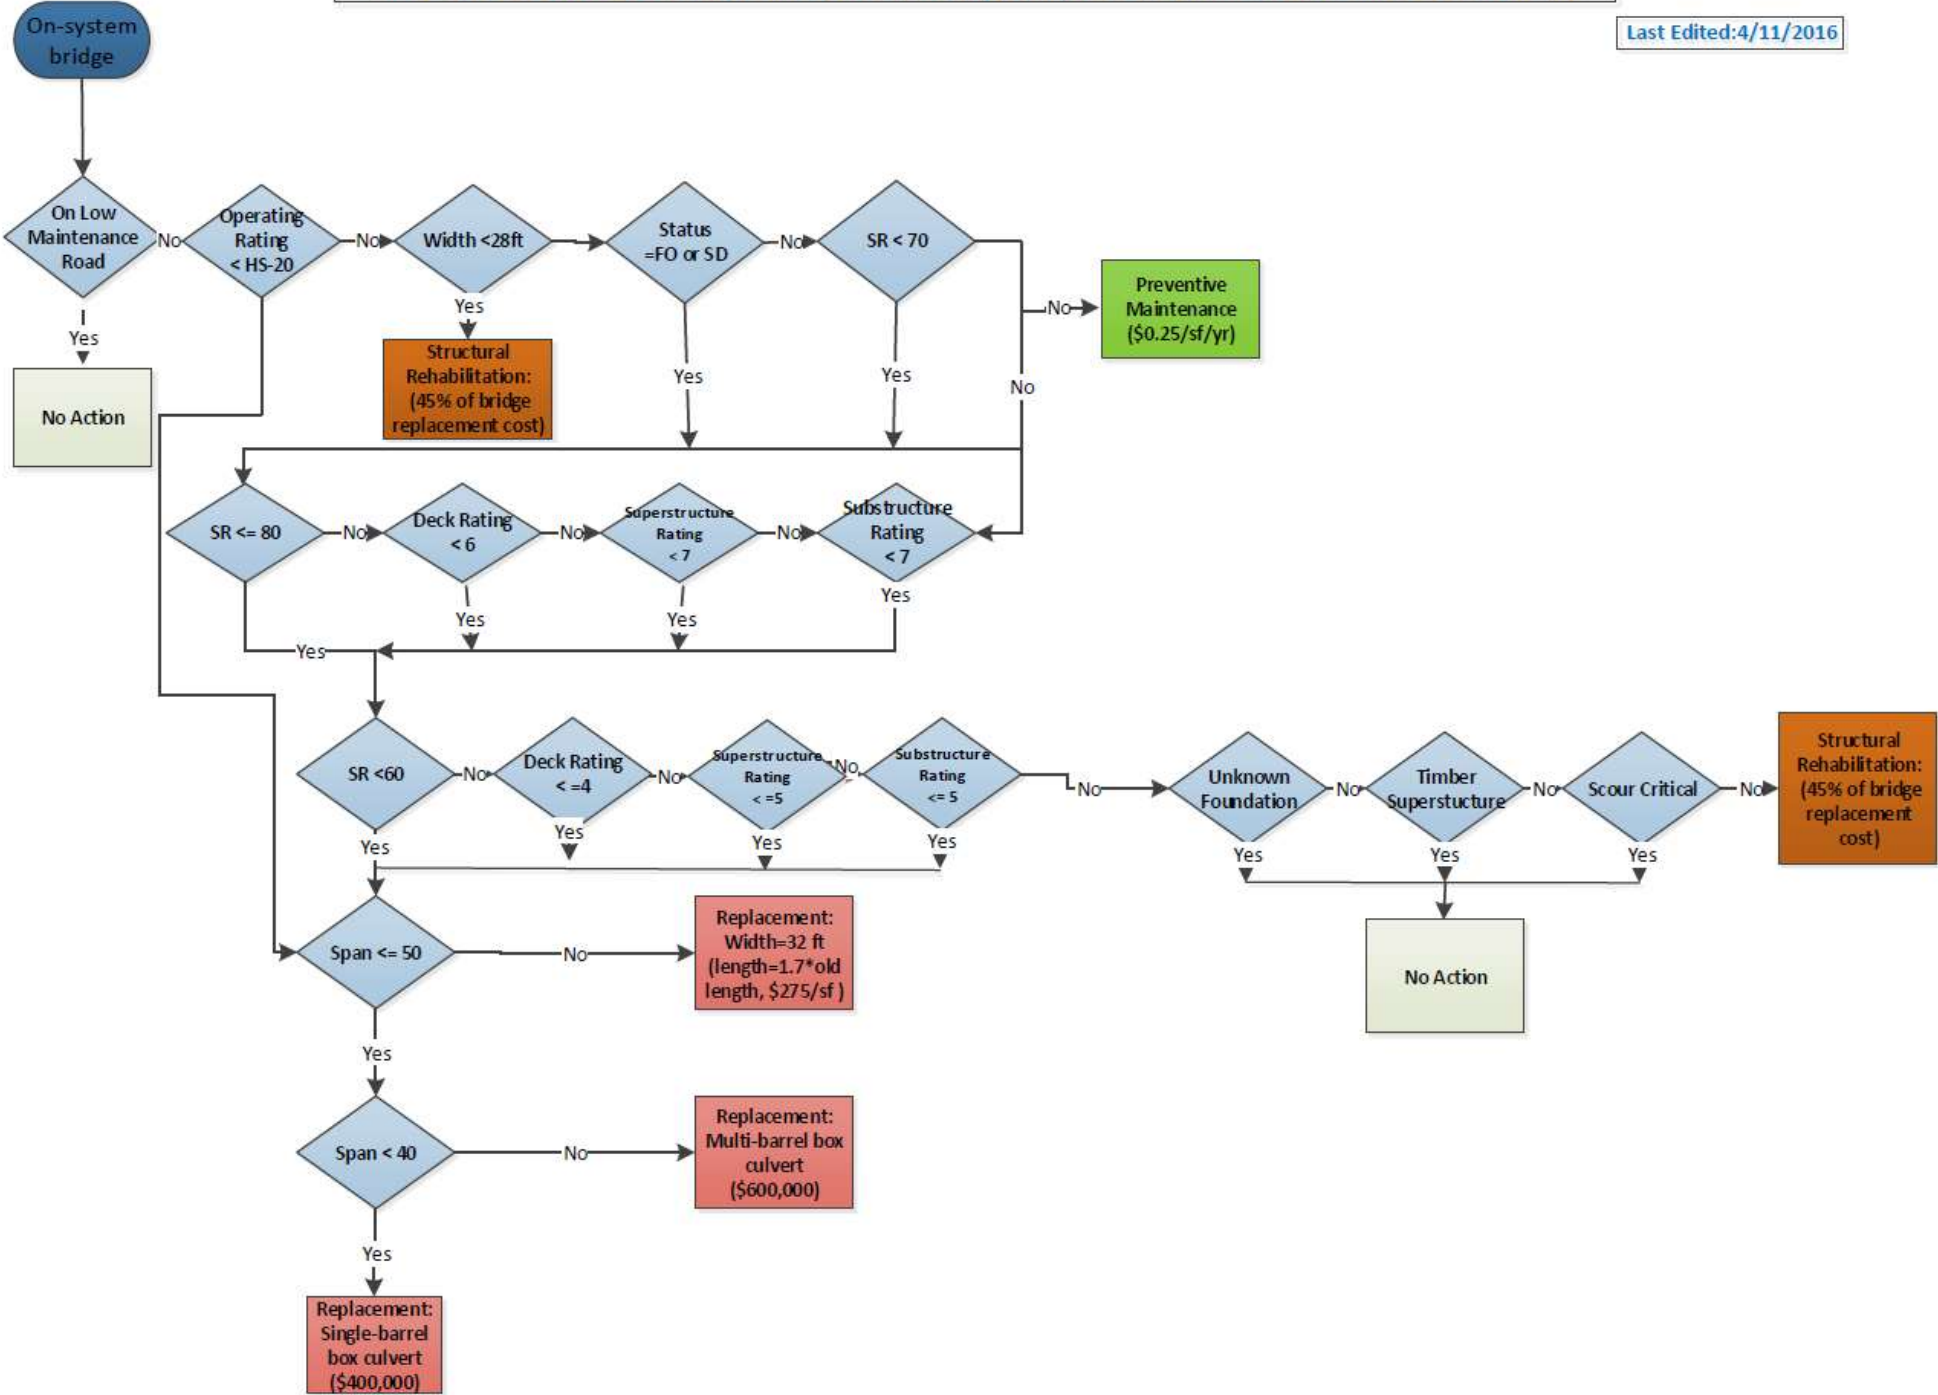 On-system
bridge
Last Edited:4/11/2016
On Low
Maintenance
Road
No
Operating
Rating
< HS-20
No
Width <28ft
Status
=FO or SD
No
SR < 70
Yes
No Action
Yes
Structural
Rehabilitation:
(45% of bridge
replacement cost)
Yes
Yes
No
Preventive
Maintenance
($0.25/sf/yr)
No
SR <= 80
No
Deck Rating
< 6
No
Superstructure
Rating
< 7
No
Substructure
Rating
< 7
Yes
Yes
Yes
Yes
SR <60
No
Deck Rating
< =4
No
Superstructure
Rating
< =5
No
Substructure
Rating
<= 5
No
Unknown
Foundation
No
Timber
Superstucture
No
Scour Critical
No
Structural
Rehabilitation:
(45% of bridge
replacement
cost)
Yes
Yes
Yes
Yes
Yes
Yes
Yes
No Action
Span <= 50
No
Replacement:
Width=32 ft
(length=1.7*old
length, $275/sf )
Yes
Span < 40
No
Replacement:
Multi-barrel box
culvert
($600,000)
Yes
Replacement:
Single-barrel
box culvert
($400,000)